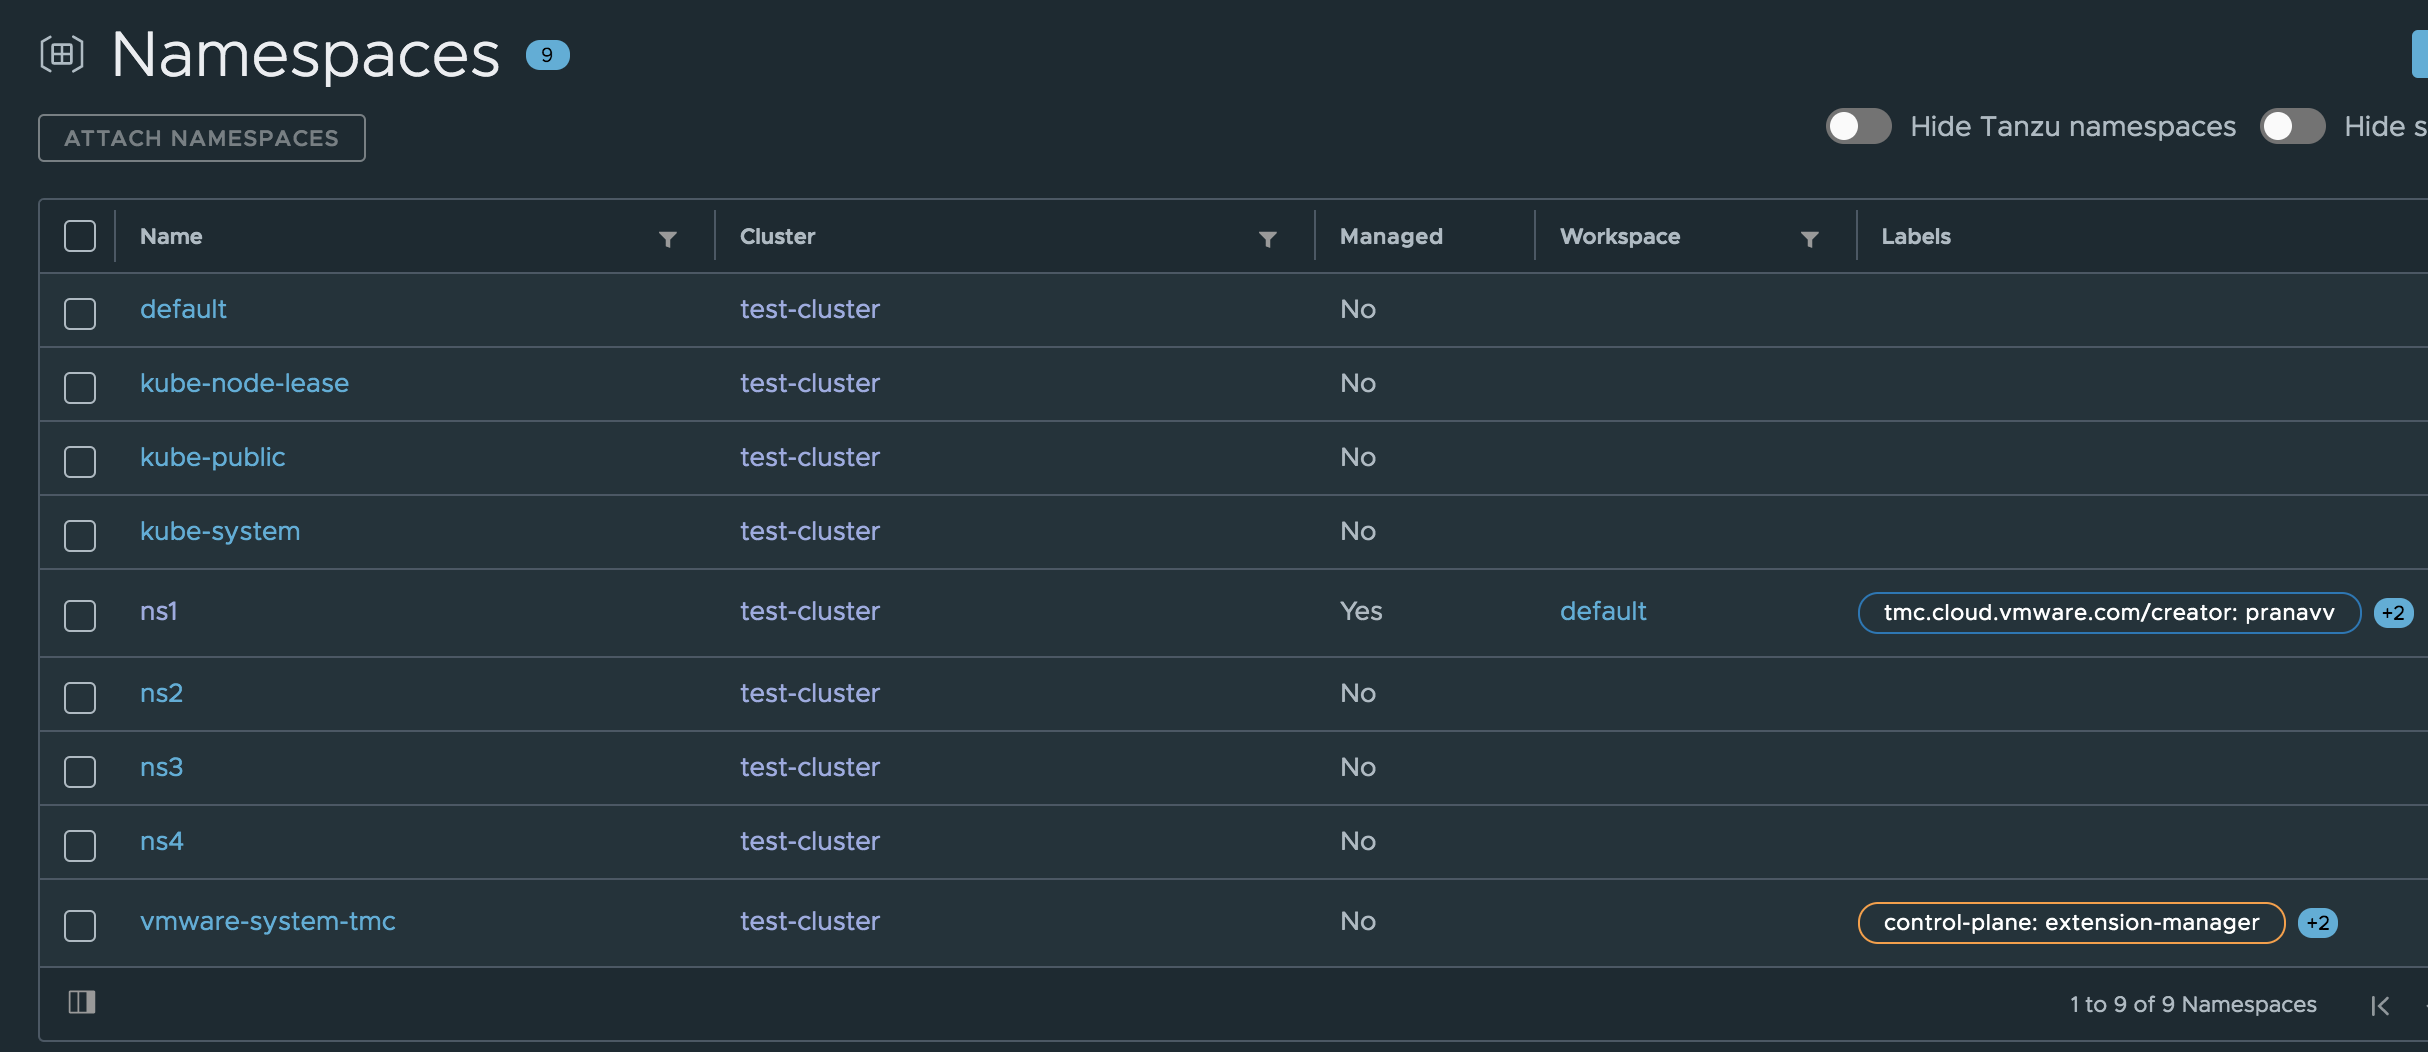 Namespaces 9
ATTACH NAMESPACES
Hide Tanzu namespaces Hide s
Name Cluster Managed Workspace Labels
default test-cluster No
kube-node-lease test-cluster No
kube-public test-cluster No
kube-system test-cluster No
ns1 test-cluster Yes default tmc.cloud.vmware.com/creator: pranavv +2
ns2 test-cluster No
ns3 test-cluster No
ns4 test-cluster No
vmware-system-tmc test-cluster No control-plane: extension-manager +2
1 to 9 of 9 Namespaces